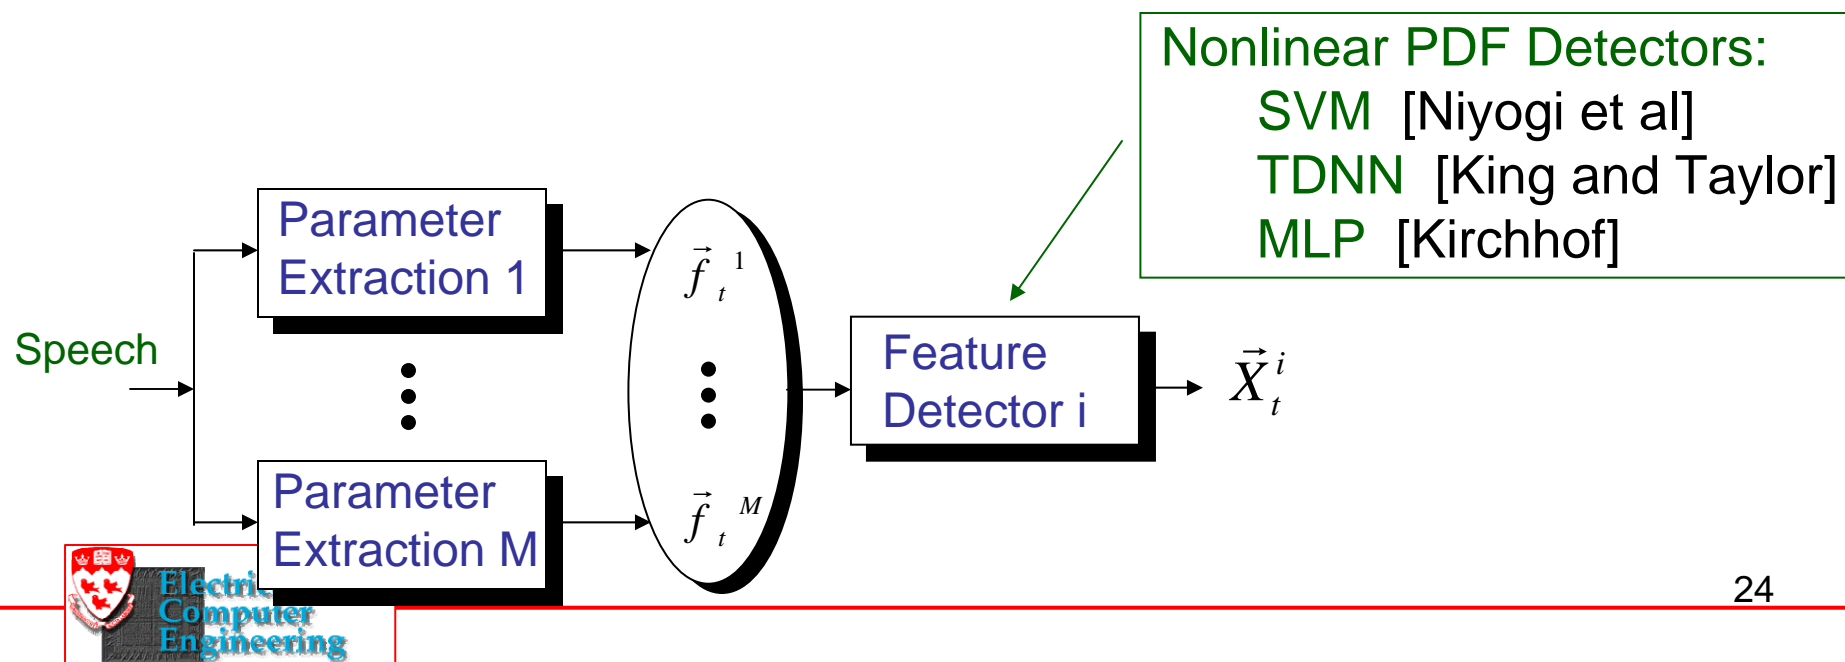 Nonlinear PDF Detectors:
SVM [Niyogi et al]
TDNN [King and Taylor]
MLP [Kirchhof]
Parameter
Extraction 1
Speech
Parameter
Extraction M
f⃗ t 1
f⃗ t M
Feature
Detector i
X⃗ t i
Computer
Engineering
24